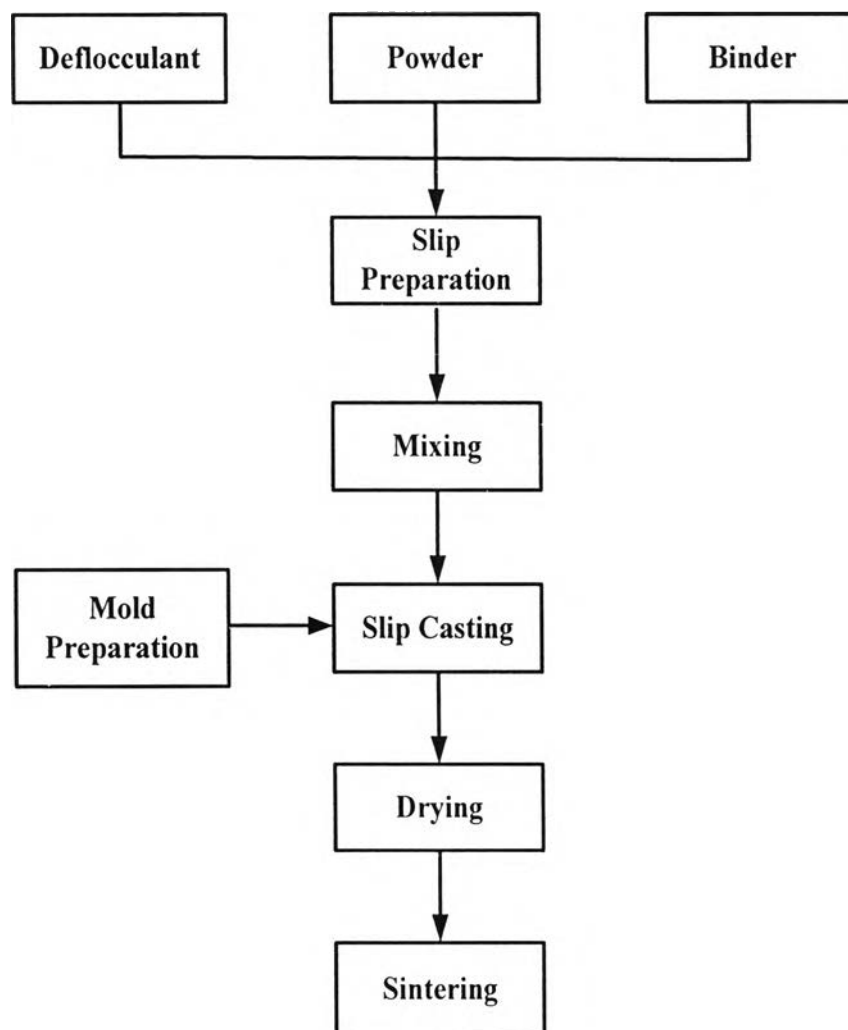 Deflocculant
Powder
Binder
Slip
Preparation
Mixing
Mold
Preparation
Slip Casting
Drying
Sintering